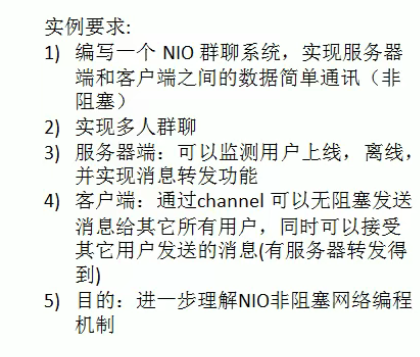 实例要求:
1) 编写一个 NIO 群聊系统，实现服务器
端和客户端之间的数据简单通讯（非
阻塞）
2) 实现多人群聊
3) 服务器端：可以监测用户上线，离线，
并实现消息转发功能
4) 客户端：通过channel 可以无阻塞发送
消息给其它所有用户，同时可以接受
其它用户发送的消息(有服务器转发得
到)
5) 目的：进一步理解NIO非阻塞网络编程
机制